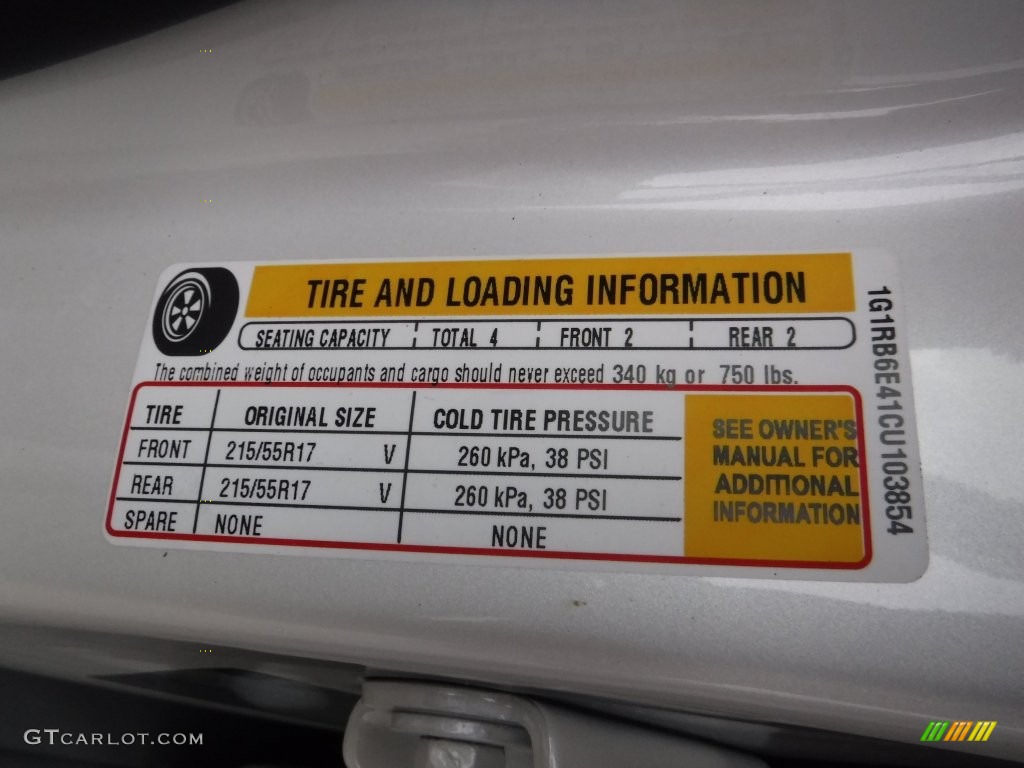 TIRE AND LOADING INFORMATION
SEATING CAPACITY TOTAL 4 FRONT 2 REAR 2
The combined weight of occupants and cargo should never exceed 340 kg or 750 lbs.
TIRE ORIGINAL SIZE COLD TIRE PRESSURE
FRONT 215/55R17 V 260 kPa, 38 PSI
REAR 215/55R17 V 260 kPa, 38 PSI
SPARE NONE NONE
SEE OWNER'S
MANUAL FOR
ADDITIONAL
INFORMATION
1G1RB6E41CU103854
GTCARLOT.COM